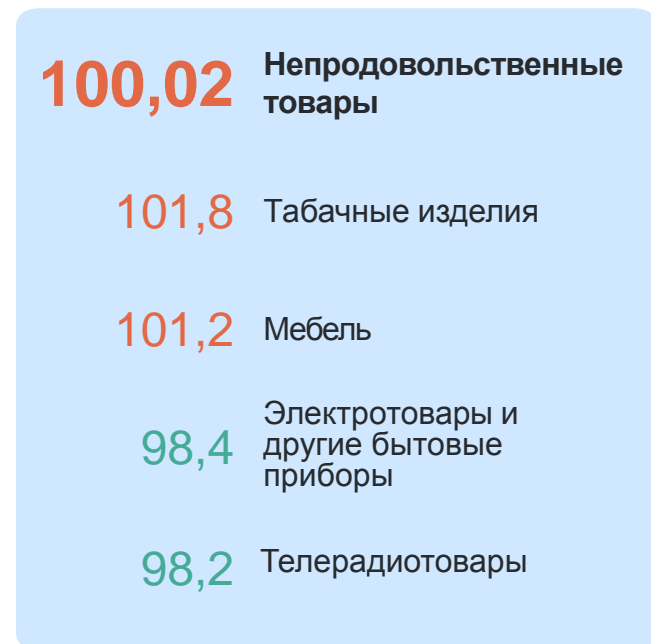 100,02 Непродовольственные
товары
101,8 Табачные изделия
101,2 Мебель
Электротовары и
98,4 другие бытовые
приборы
98,2 Телерадиотовары